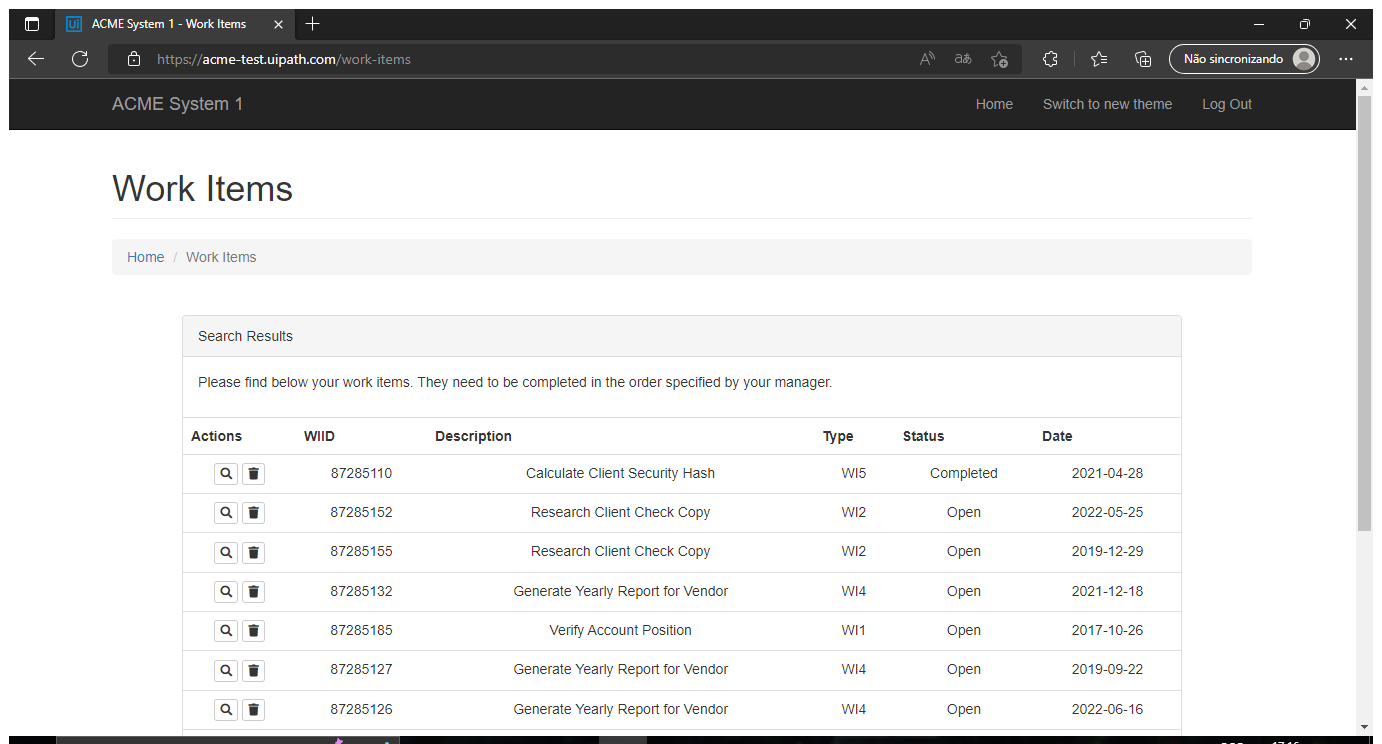 ACME System 1 - Work Items
https://acme-test.uipath.com/work-items
Não sincronizando
ACME System 1 Home Switch to new theme Log Out
Work Items
Home / Work Items
Search Results
Please find below your work items. They need to be completed in the order specified by your manager.
Actions WIID Description Type Status Date
87285110 Calculate Client Security Hash WI5 Completed 2021-04-28
87285152 Research Client Check Copy WI2 Open 2022-05-25
87285155 Research Client Check Copy WI2 Open 2019-12-29
87285132 Generate Yearly Report for Vendor WI4 Open 2021-12-18
87285185 Verify Account Position WI1 Open 2017-10-26
87285127 Generate Yearly Report for Vendor WI4 Open 2019-09-22
87285126 Generate Yearly Report for Vendor WI4 Open 2022-06-16